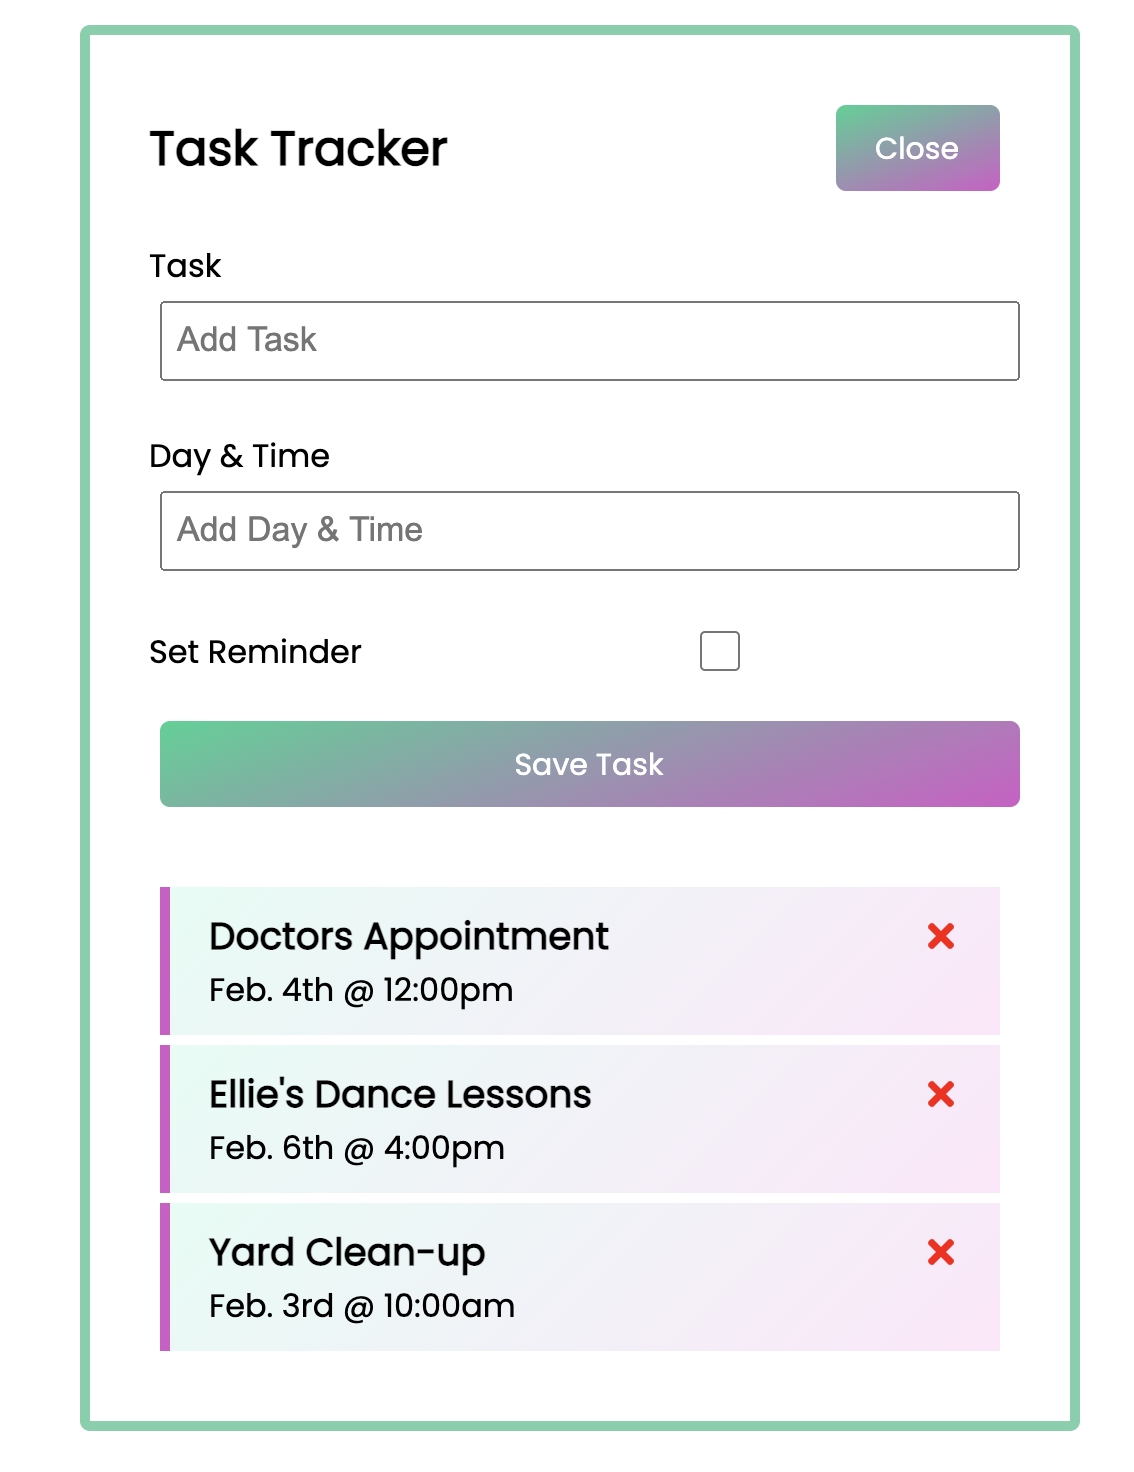 Task Tracker
Close
Task
Add Task
Day & Time
Add Day & Time
Set Reminder
Save Task
Doctors Appointment
Feb. 4th @ 12:00pm
Ellie's Dance Lessons
Feb. 6th @ 4:00pm
Yard Clean-up
Feb. 3rd @ 10:00am